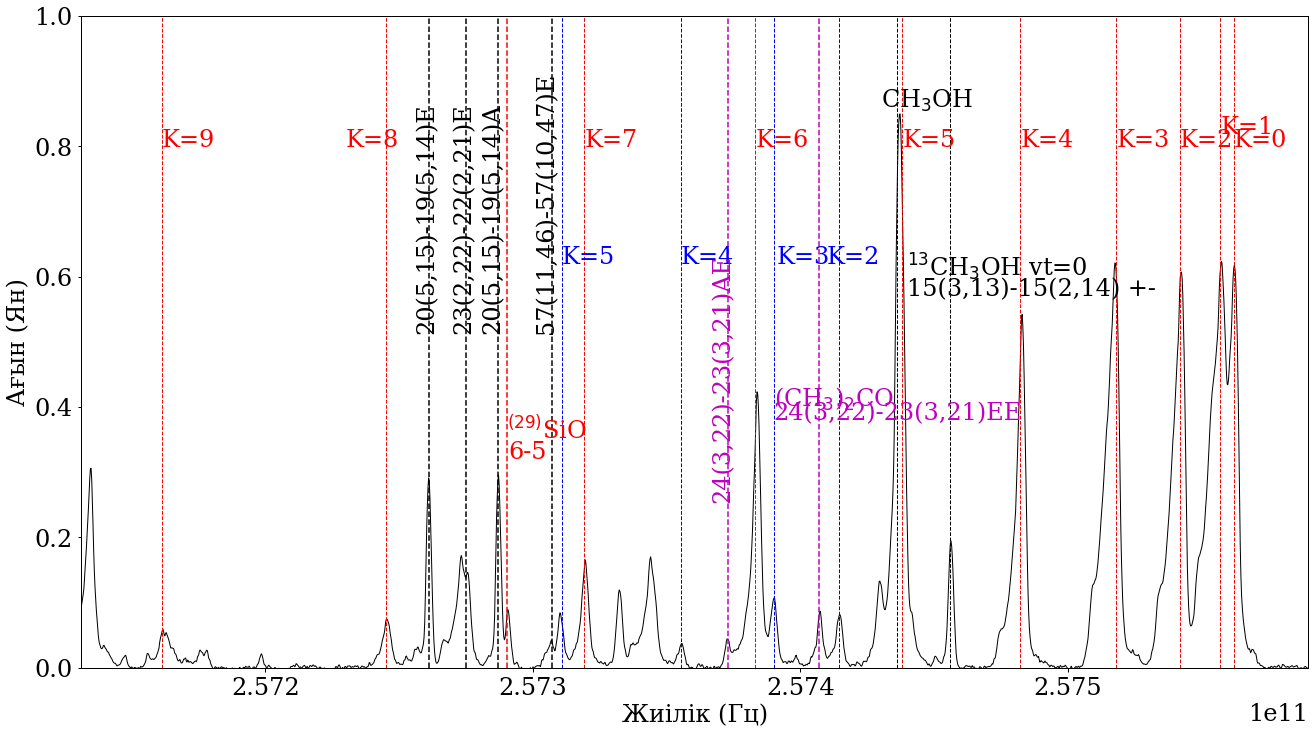 1.0
0.8
0.6
0.4
0.2
0.0
Ағын (Ян)
K=9
K=8
20(5,15)-19(5,14)E
23(2,22)-22(2,21)E
20(5,15)-19(5,14)A
57(11,46)-57(10,47)E
K=7
K=6
CH₃OH
K=5
K=4
K=3
K=2
K=1
K=0
K=5
K=4
K=3
K=2
¹³CH₃OH vt=0
15(3,13)-15(2,14) +-
24(3,22)-23(3,21)AE
(CH₃)₂CO
24(3,22)-23(3,21)EE
⁽²⁹⁾SiO
6-5
2.572
2.573
2.574
2.575
Жиілік (Гц)
1e11